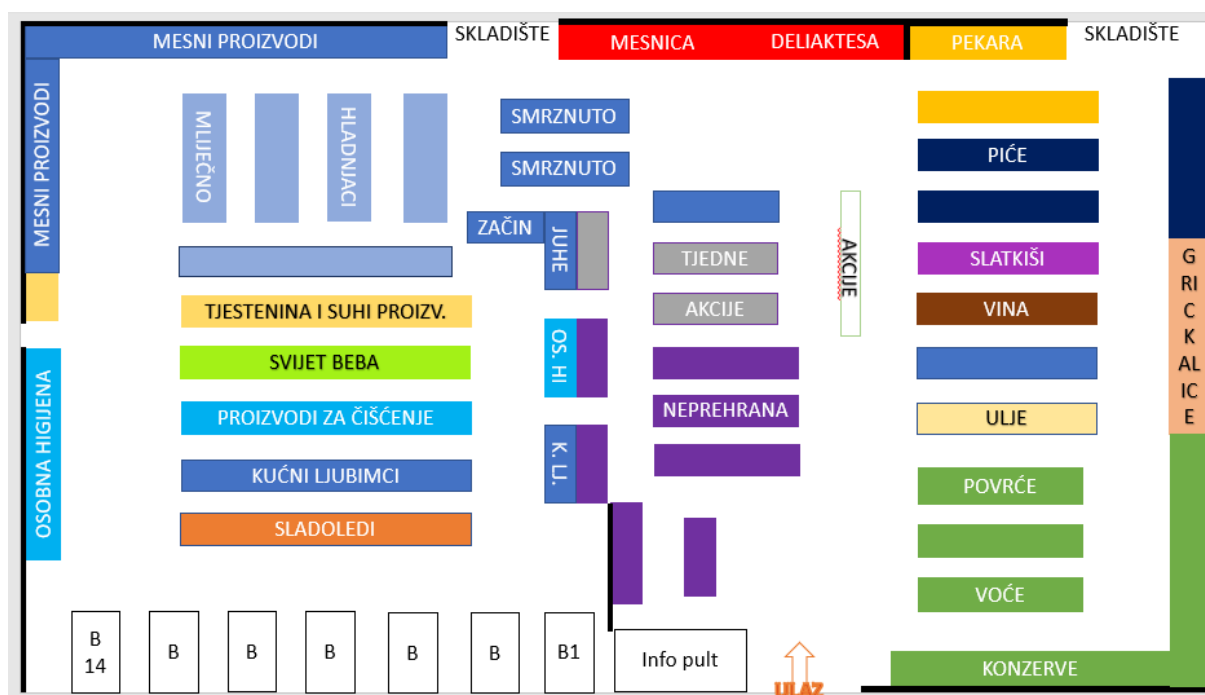 MESNI PROIZVODI
SKLADIŠTE
MESNICA
DELIAKTESA
PEKARA
SKLADIŠTE
MESNI PROIZVODI
MLIJEČNO
HLADNJACI
SMRZNUTO
SMRZNUTO
PIĆE
ZAČIN
JUHE
TJEDNE
AKCIJE
AKCIJE
SLATKIŠI
VINA
G
RI
C
K
AL
IC
E
TJESTENINA I SUHI PROIZV.
SVIJET BEBA
OS. HI
PROIZVODI ZA ČIŠĆENJE
NEPREHRANA
ULJE
OSOBNA HIGIJENA
KUĆNI LJUBIMCI
K. LJ.
POVRĆE
SLADOLEDI
VOĆE
B
14
B
B
B
B
B
B1
Info pult
ULAZ
KONZERVE